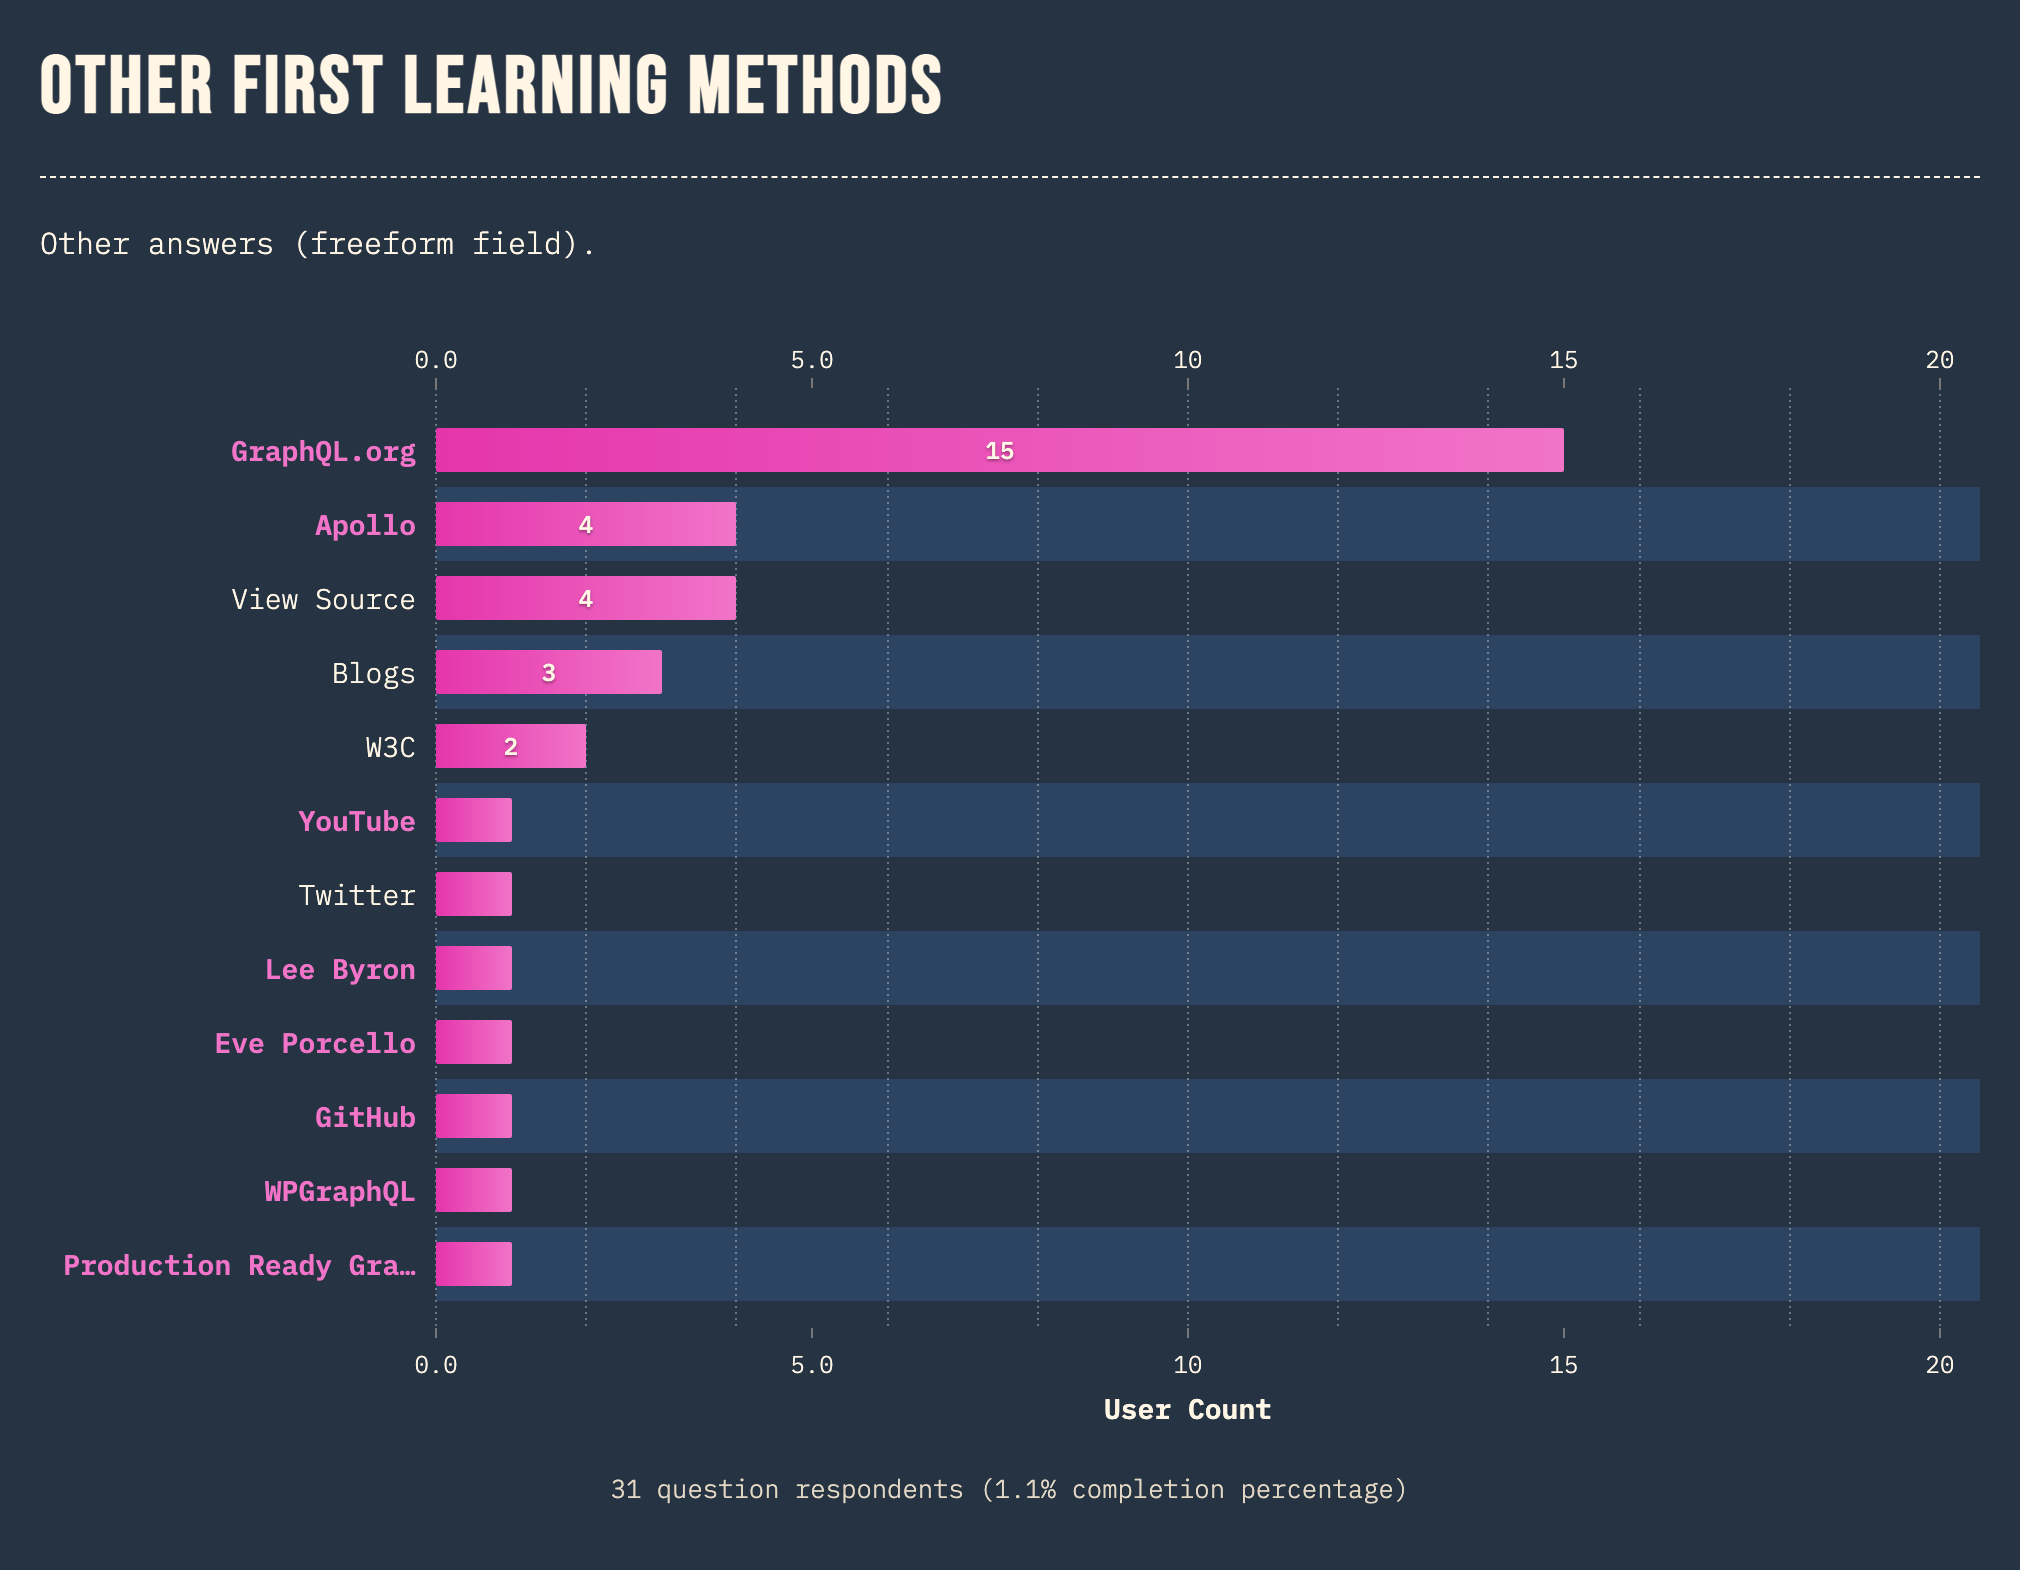 OTHER FIRST LEARNING METHODS
Other answers (freeform field).
0.0 5.0 10 15 20
GraphQL.org 15
Apollo 4
View Source 4
Blogs 3
W3C 2
YouTube
Twitter
Lee Byron
Eve Porcello
GitHub
WPGraphQL
Production Ready Gra…
0.0 5.0 10 15 20
User Count
31 question respondents (1.1% completion percentage)